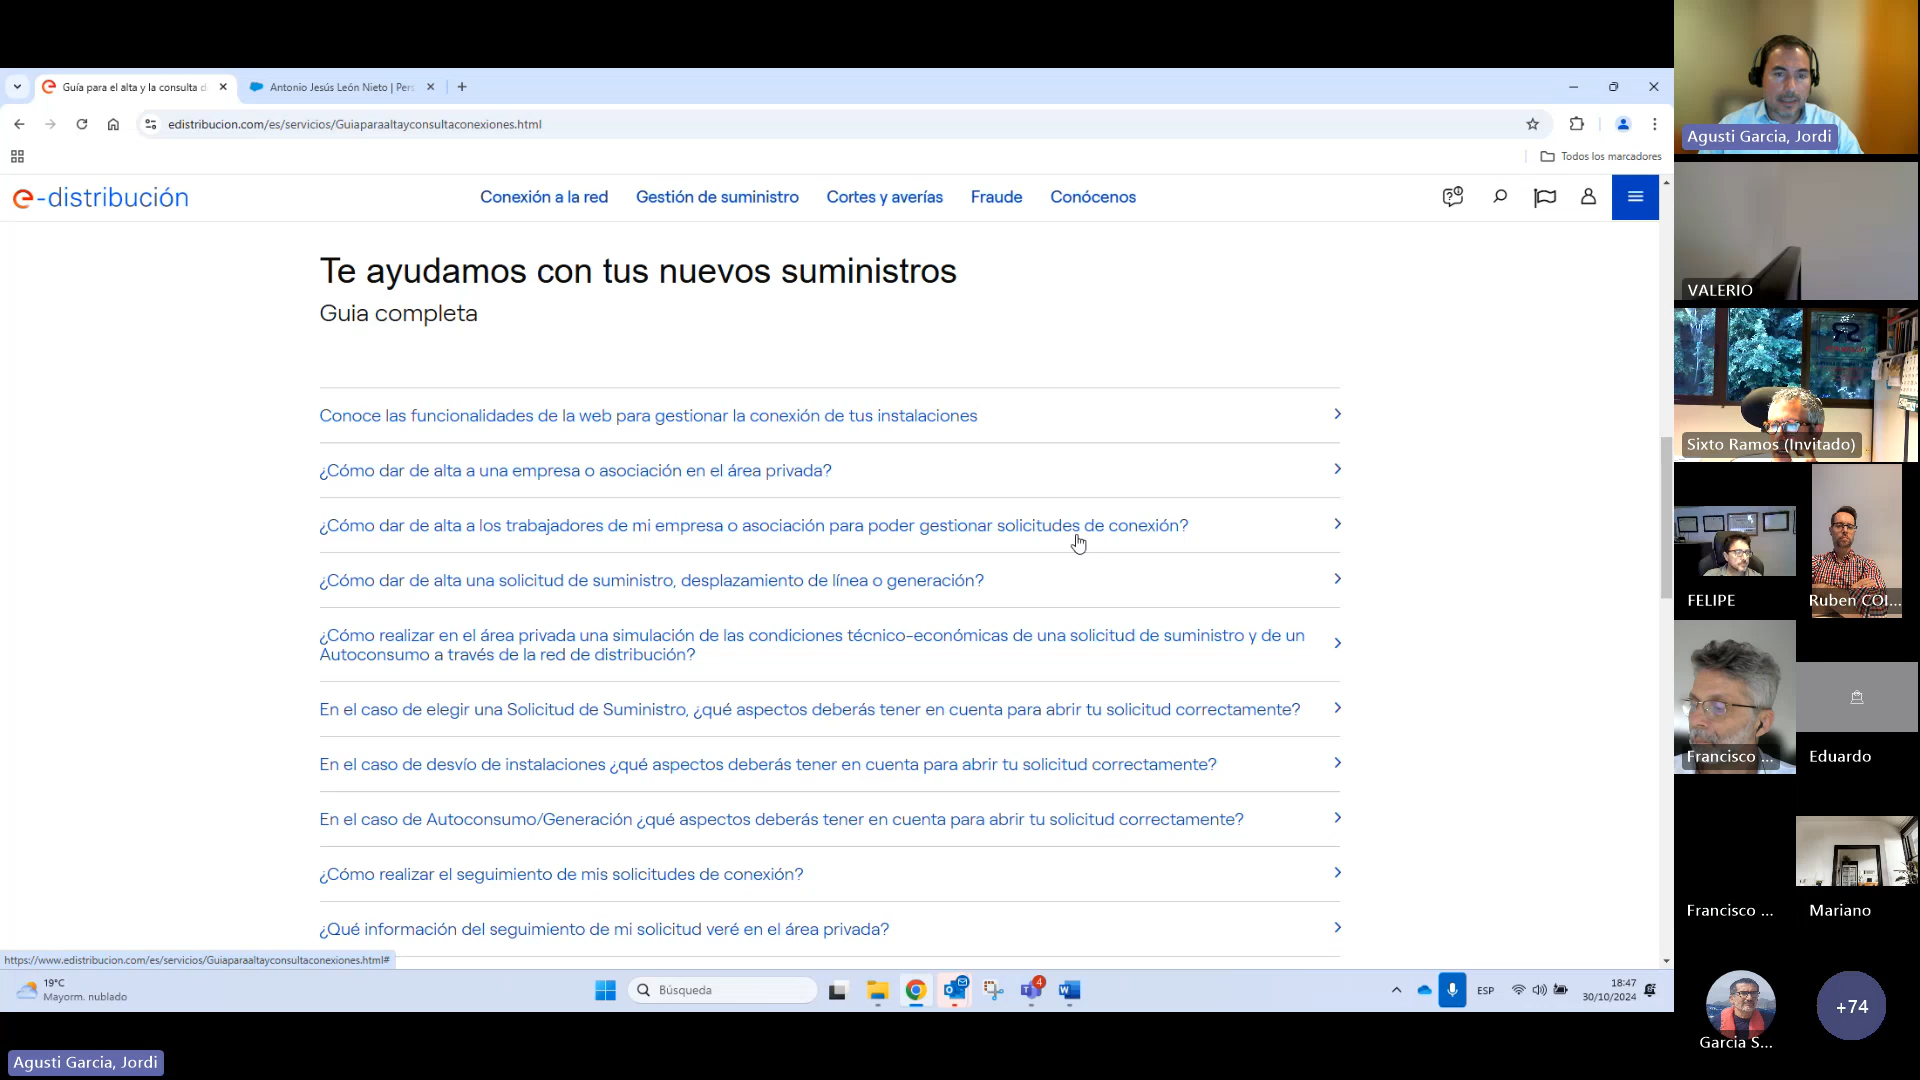 Guía para el alta y la consulta d
Antonio Jesús León Nieto | Per
edistribucion.com/es/servicios/Guiaparaaltayconsultaconexiones.html
Todos los marcadores
e-distribución
Conexión a la red
Gestión de suministro
Cortes y averías
Fraude
Conócenos
Te ayudamos con tus nuevos suministros
Guia completa
Conoce las funcionalidades de la web para gestionar la conexión de tus instalaciones
¿Cómo dar de alta a una empresa o asociación en el área privada?
¿Cómo dar de alta a los trabajadores de mi empresa o asociación para poder gestionar solicitudes de conexión?
¿Cómo dar de alta una solicitud de suministro, desplazamiento de línea o generación?
¿Cómo realizar en el área privada una simulación de las condiciones técnico-económicas de una solicitud de suministro y de un
Autoconsumo a través de la red de distribución?
En el caso de elegir una Solicitud de Suministro, ¿qué aspectos deberás tener en cuenta para abrir tu solicitud correctamente?
En el caso de desvío de instalaciones ¿qué aspectos deberás tener en cuenta para abrir tu solicitud correctamente?
En el caso de Autoconsumo/Generación ¿qué aspectos deberás tener en cuenta para abrir tu solicitud correctamente?
¿Cómo realizar el seguimiento de mis solicitudes de conexión?
¿Qué información del seguimiento de mi solicitud veré en el área privada?
https://www.edistribucion.com/es/servicios/Guiaparaaltayconsultaconexiones.html#
19°C
Mayorm. nublado
Búsqueda
4
ESP
18:47
30/10/2024
Agusti Garcia, Jordi
Agusti Garcia, Jordi
VALERIO
Sixto Ramos (Invitado)
FELIPE
Ruben COI...
Francisco ...
Eduardo
Francisco ...
Mariano
Garcia S...
+74